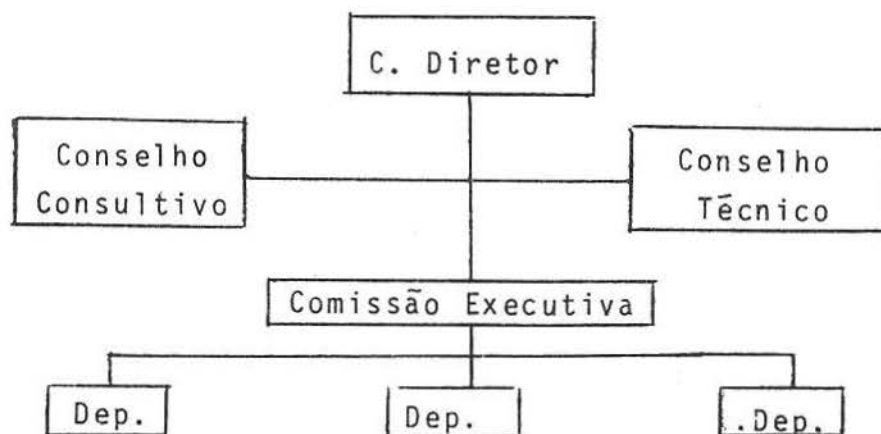 C. Diretor
Conselho
Consultivo
Conselho
Técnico
Comissão Executiva
Dep.
Dep.
.Dep.